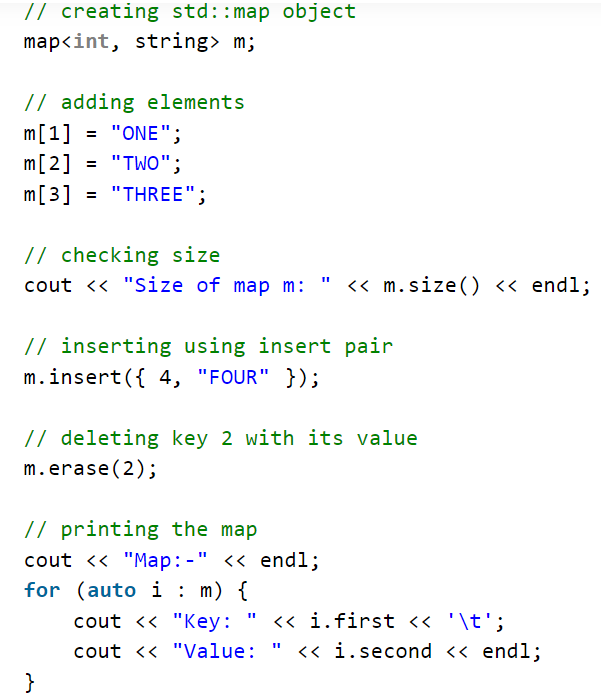 // creating std::map object
map<int, string> m;
// adding elements
m[1] = "ONE";
m[2] = "TWO";
m[3] = "THREE";
// checking size
cout << "Size of map m: " << m.size() << endl;
// inserting using insert pair
m.insert({ 4, "FOUR" });
// deleting key 2 with its value
m.erase(2);
// printing the map
cout << "Map:-" << endl;
for (auto i : m) {
    cout << "Key: " << i.first << '\t';
    cout << "Value: " << i.second << endl;
}